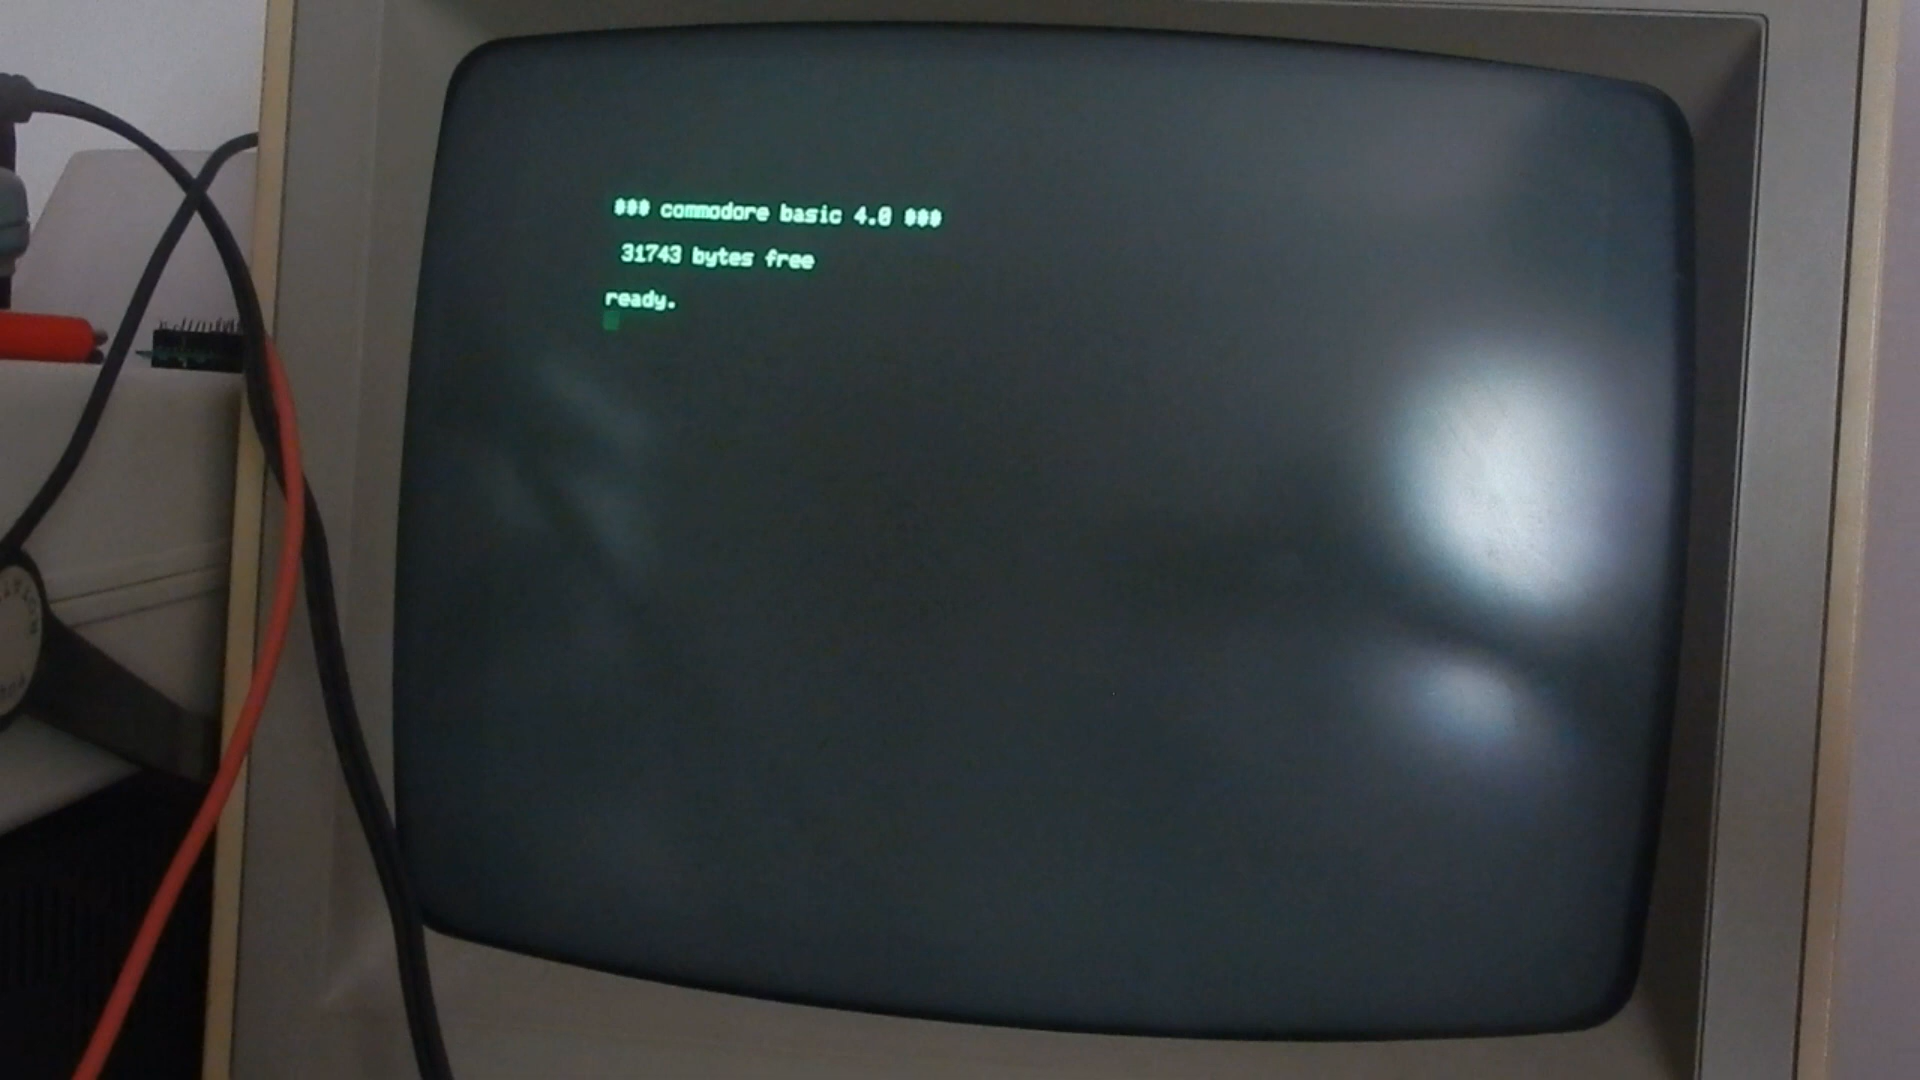 *** commodore basic 4.0 ***
31743 bytes free
ready.